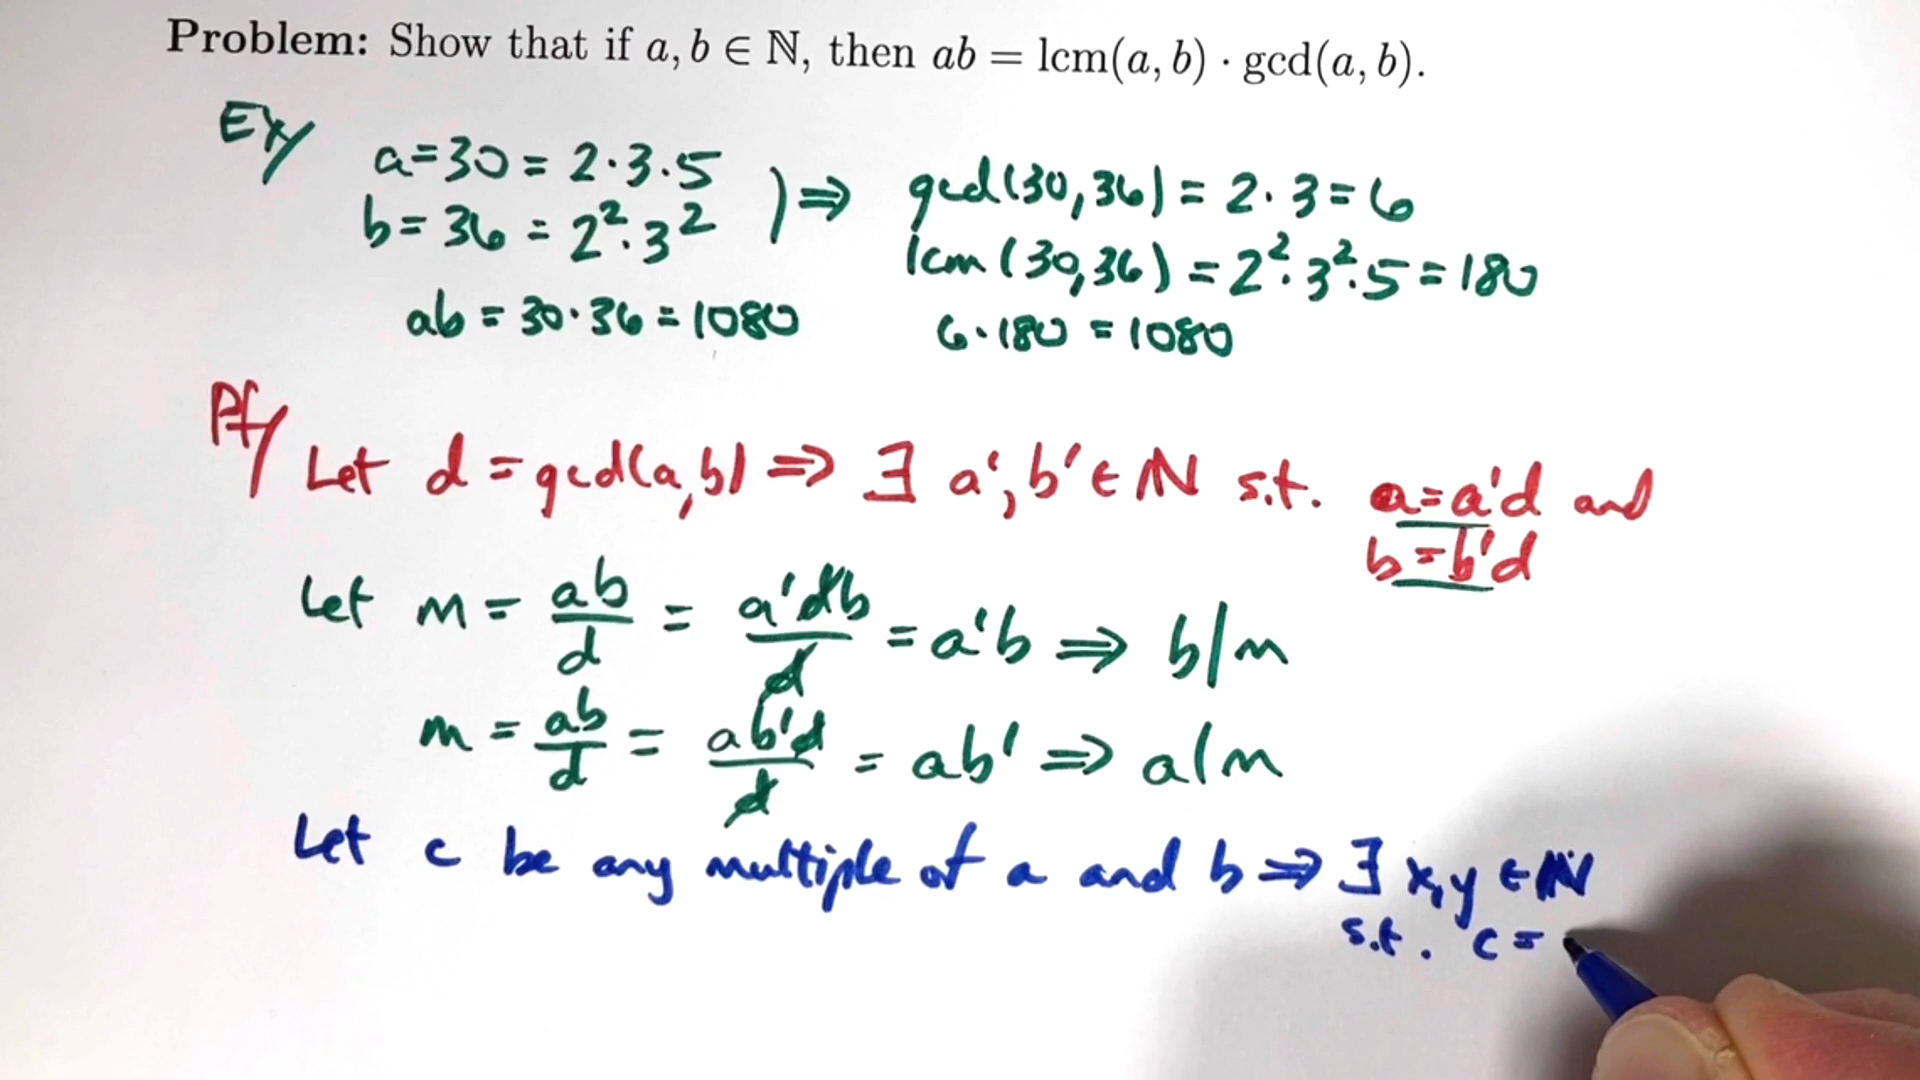 Problem: Show that if a, b ∈ ℕ, then ab = lcm(a, b) · gcd(a, b).
Ex/ a=30 = 2·3·5
b= 36 = 2²·3² ) ⇒ gcd(30,36) = 2·3=6
lcm(30,36) = 2²·3²·5 = 180
ab = 30·36 = 1080 6·180 = 1080
Pf/ Let d = gcd(a,b) ⇒ ∃ a', b' ∈ ℕ s.t. a=a'd and
b=b'd
Let m = ab/d = a'db/d = a'b ⇒ b|m
m = ab/d = ab'd/d = ab' ⇒ a|m
Let c be any multiple of a and b ⇒ ∃ x,y ∈ ℕ
s.t. c =